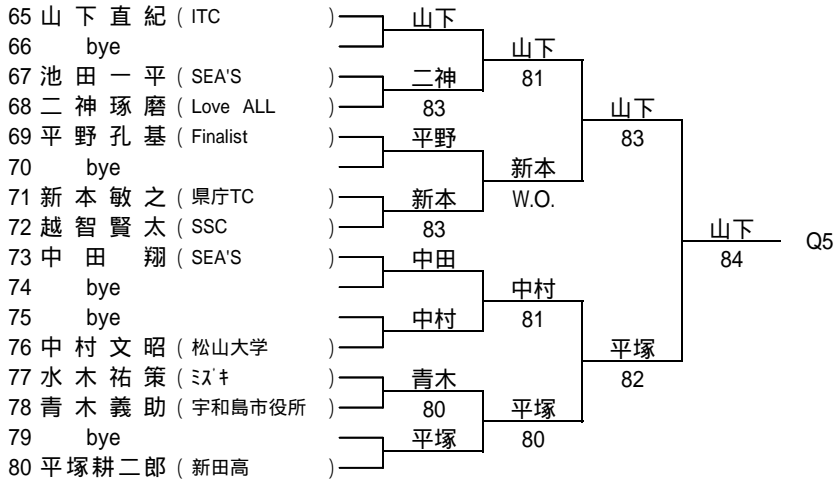 65 山 下 直 紀 ( ITC ) 山下
66 bye 山下
67 池 田 一 平 ( SEA'S ) 二神 81
68 二 神 琢 磨 ( Love ALL ) 83 山下
69 平 野 孔 基 ( Finalist ) 平野 83
70 bye 新本
71 新 本 敏 之 ( 県庁TC ) 新本 W.O.
72 越 智 賢 太 ( SSC ) 83 山下 Q5
73 中 田 翔 ( SEA'S ) 中田 84
74 bye 中村
75 bye 中村 81
76 中 村 文 昭 ( 松山大学 ) 平塚
77 水 木 祐 策 ( ミズキ ) 青木 82
78 青 木 義 助 ( 宇和島市役所 ) 80 平塚
79 bye 平塚 80
80 平塚耕二郎 ( 新田高 )